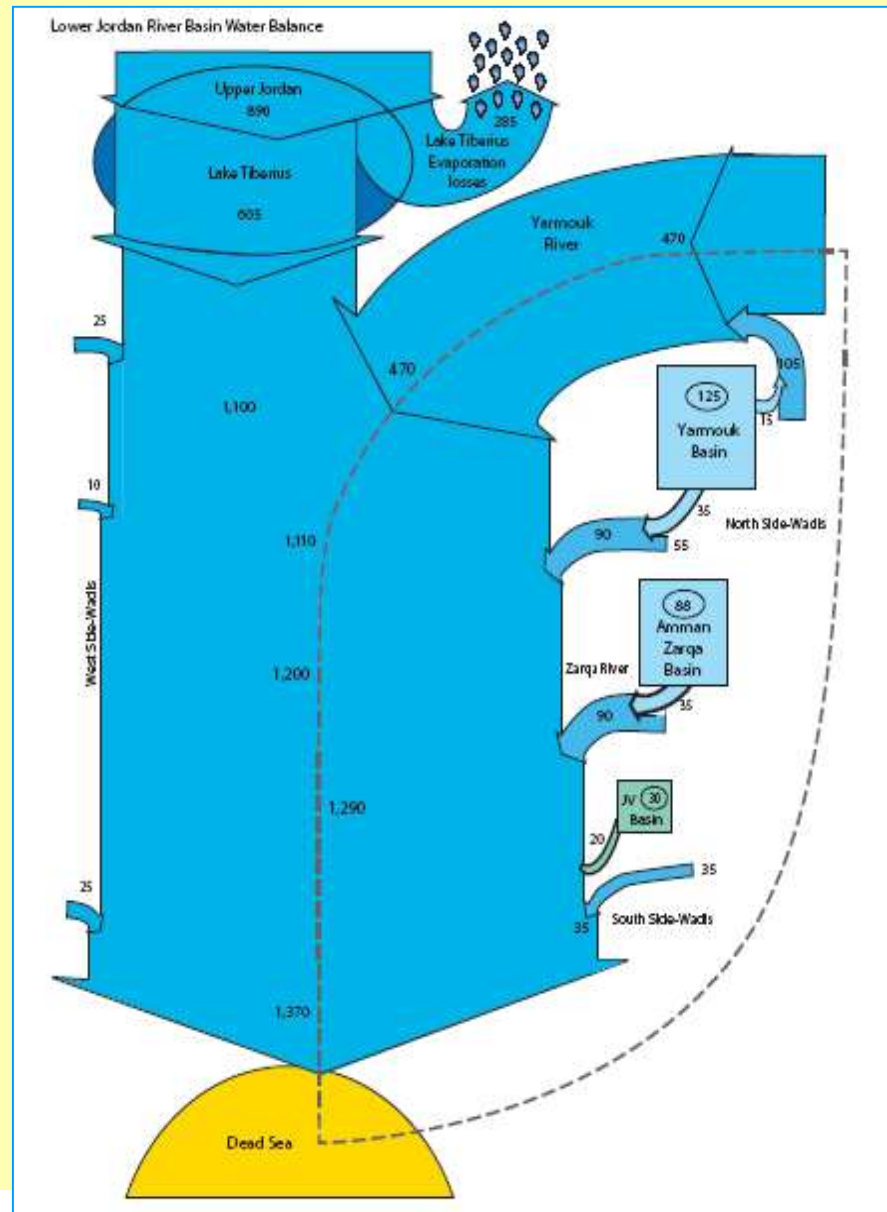 Lower Jordan River Basin Water Balance
Upper Jordan
890
285
Lake Tiberius
Evaporation
losses
Lake Tiberius
605
Yarmouk
River
470
25
470
105
125
15
Yarmouk
Basin
1,100
10
35
North Side-Wadis
90
55
1,110
88
Amman
Zarqa
Basin
West Side-Wadis
1,200
Zarqa River
35
90
JV 30
Basin
1,290
20
25
35
35
South Side-Wadis
1,370
Dead Sea